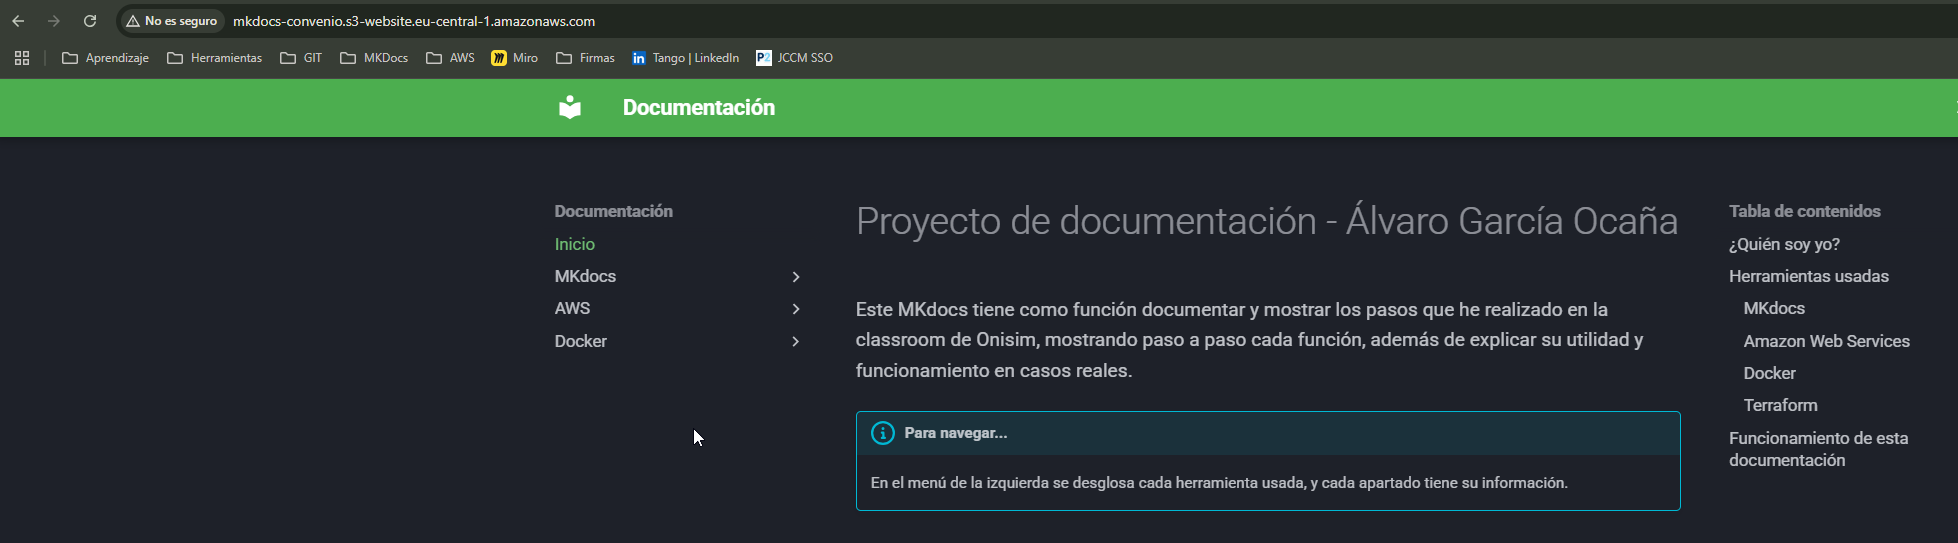 No es seguro mkdocs-convenio.s3-website.eu-central-1.amazonaws.com
Aprendizaje Herramientas GIT MKDocs AWS Miro Firmas Tango | LinkedIn JCCM SSO
Documentación
Documentación
Inicio
MKdocs
AWS
Docker
Proyecto de documentación - Álvaro García Ocaña
Este MKdocs tiene como función documentar y mostrar los pasos que he realizado en la
classroom de Onisim, mostrando paso a paso cada función, además de explicar su utilidad y
funcionamiento en casos reales.
Para navegar...
En el menú de la izquierda se desglosa cada herramienta usada, y cada apartado tiene su información.
Tabla de contenidos
¿Quién soy yo?
Herramientas usadas
MKdocs
Amazon Web Services
Docker
Terraform
Funcionamiento de esta
documentación